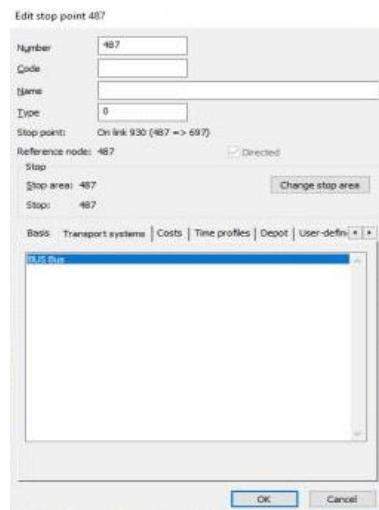 Edit stop point 487
Number 487
Code
Name
Type 0
Stop point: On link 930 (487 => 697)
Reference node: 487 Directed
Stop
Stop area: 487 Change stop area
Stop: 487
Basis Transport systems Costs Time profiles Depot User-defin
BUS Bus
OK Cancel